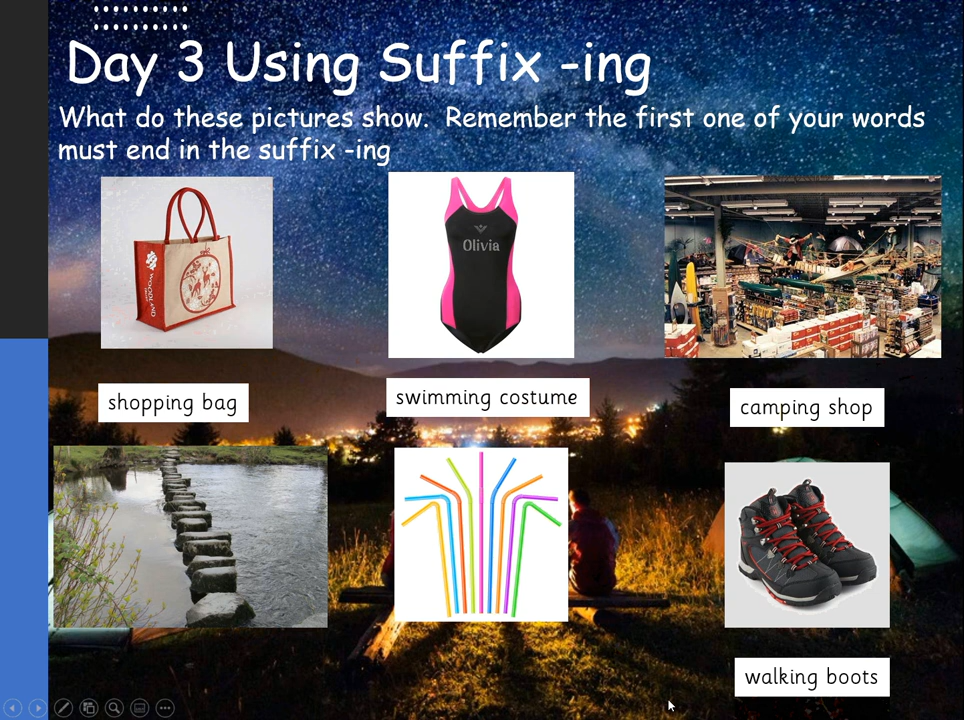 Day 3 Using Suffix -ing
What do these pictures show.  Remember the first one of your words
must end in the suffix -ing
WOODLAND
Olivia
shopping bag
swimming costume
camping shop
walking boots